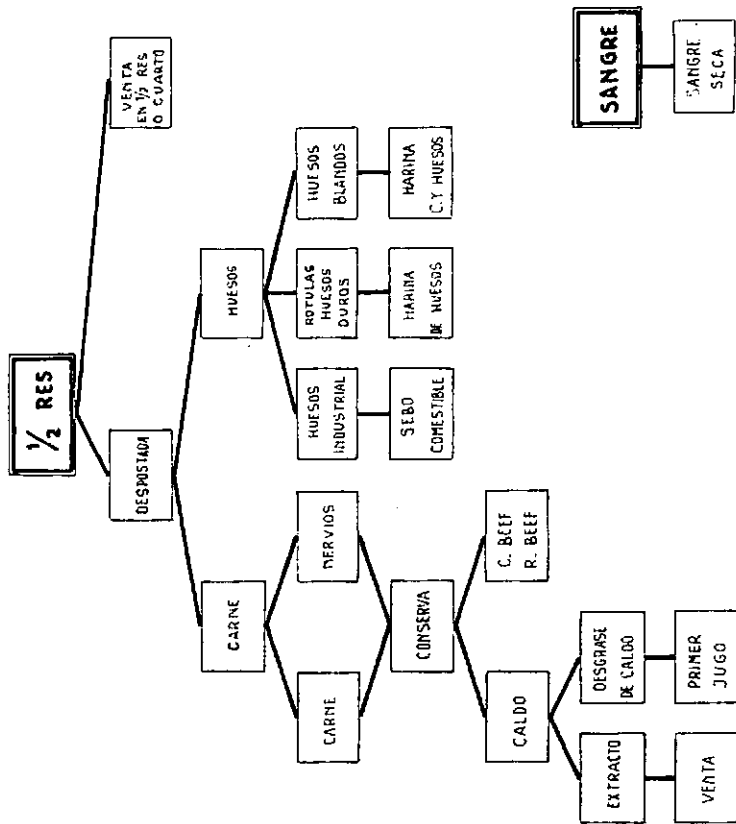 ½ RES
DESPOSTADA
VENTA
EN ½ RES
O CUARTO
CARNE
HUESOS
CARNE
NERVIOS
HUESOS
INDUSTRIAL
ROTULAS
HUESOS
DUROS
HUESOS
BLANDOS
CONSERVA
SEBO
COMESTIBLE
HARINA
DE HUESOS
HARINA
C.Y HUESOS
CALDO
C. BEEF
R. BEEF
EXTRACTO
DESGRASE
DE CALDO
VENTA
PRIMER
JUGO
SANGRE
SANGRE
SECA